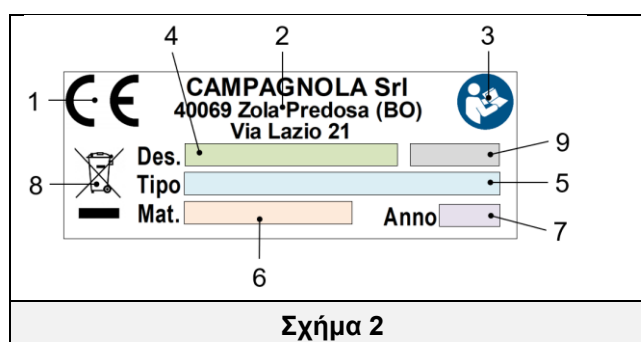 4 2 3
1 CE CAMPAGNOLA Srl
40069 Zola Predosa (BO)
Via Lazio 21
Des. 9
8 Tipo 5
Mat. Anno 7
6
Σχήμα 2